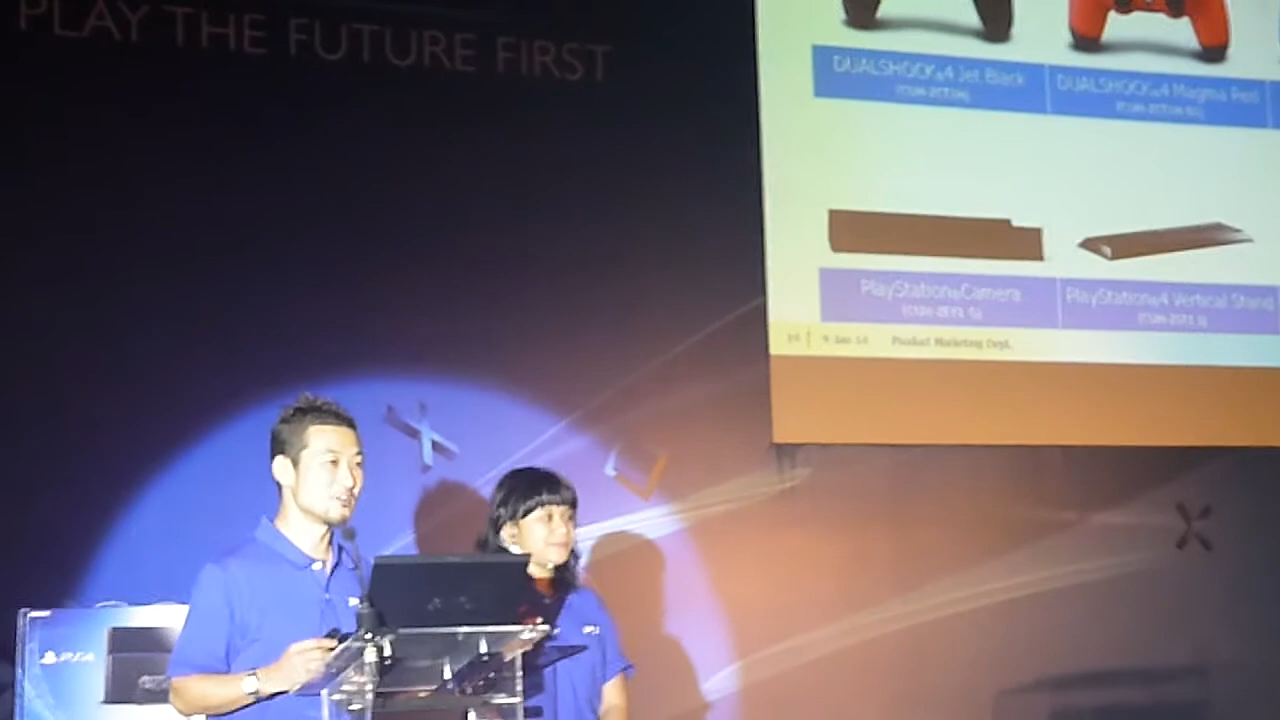 PLAY THE FUTURE FIRST
DUALSHOCK®4 Jet Black
DUALSHOCK®4 Magma Red
PlayStation®Camera
PlayStation®4 Vertical Stand
Product Marketing Dept.
PS4